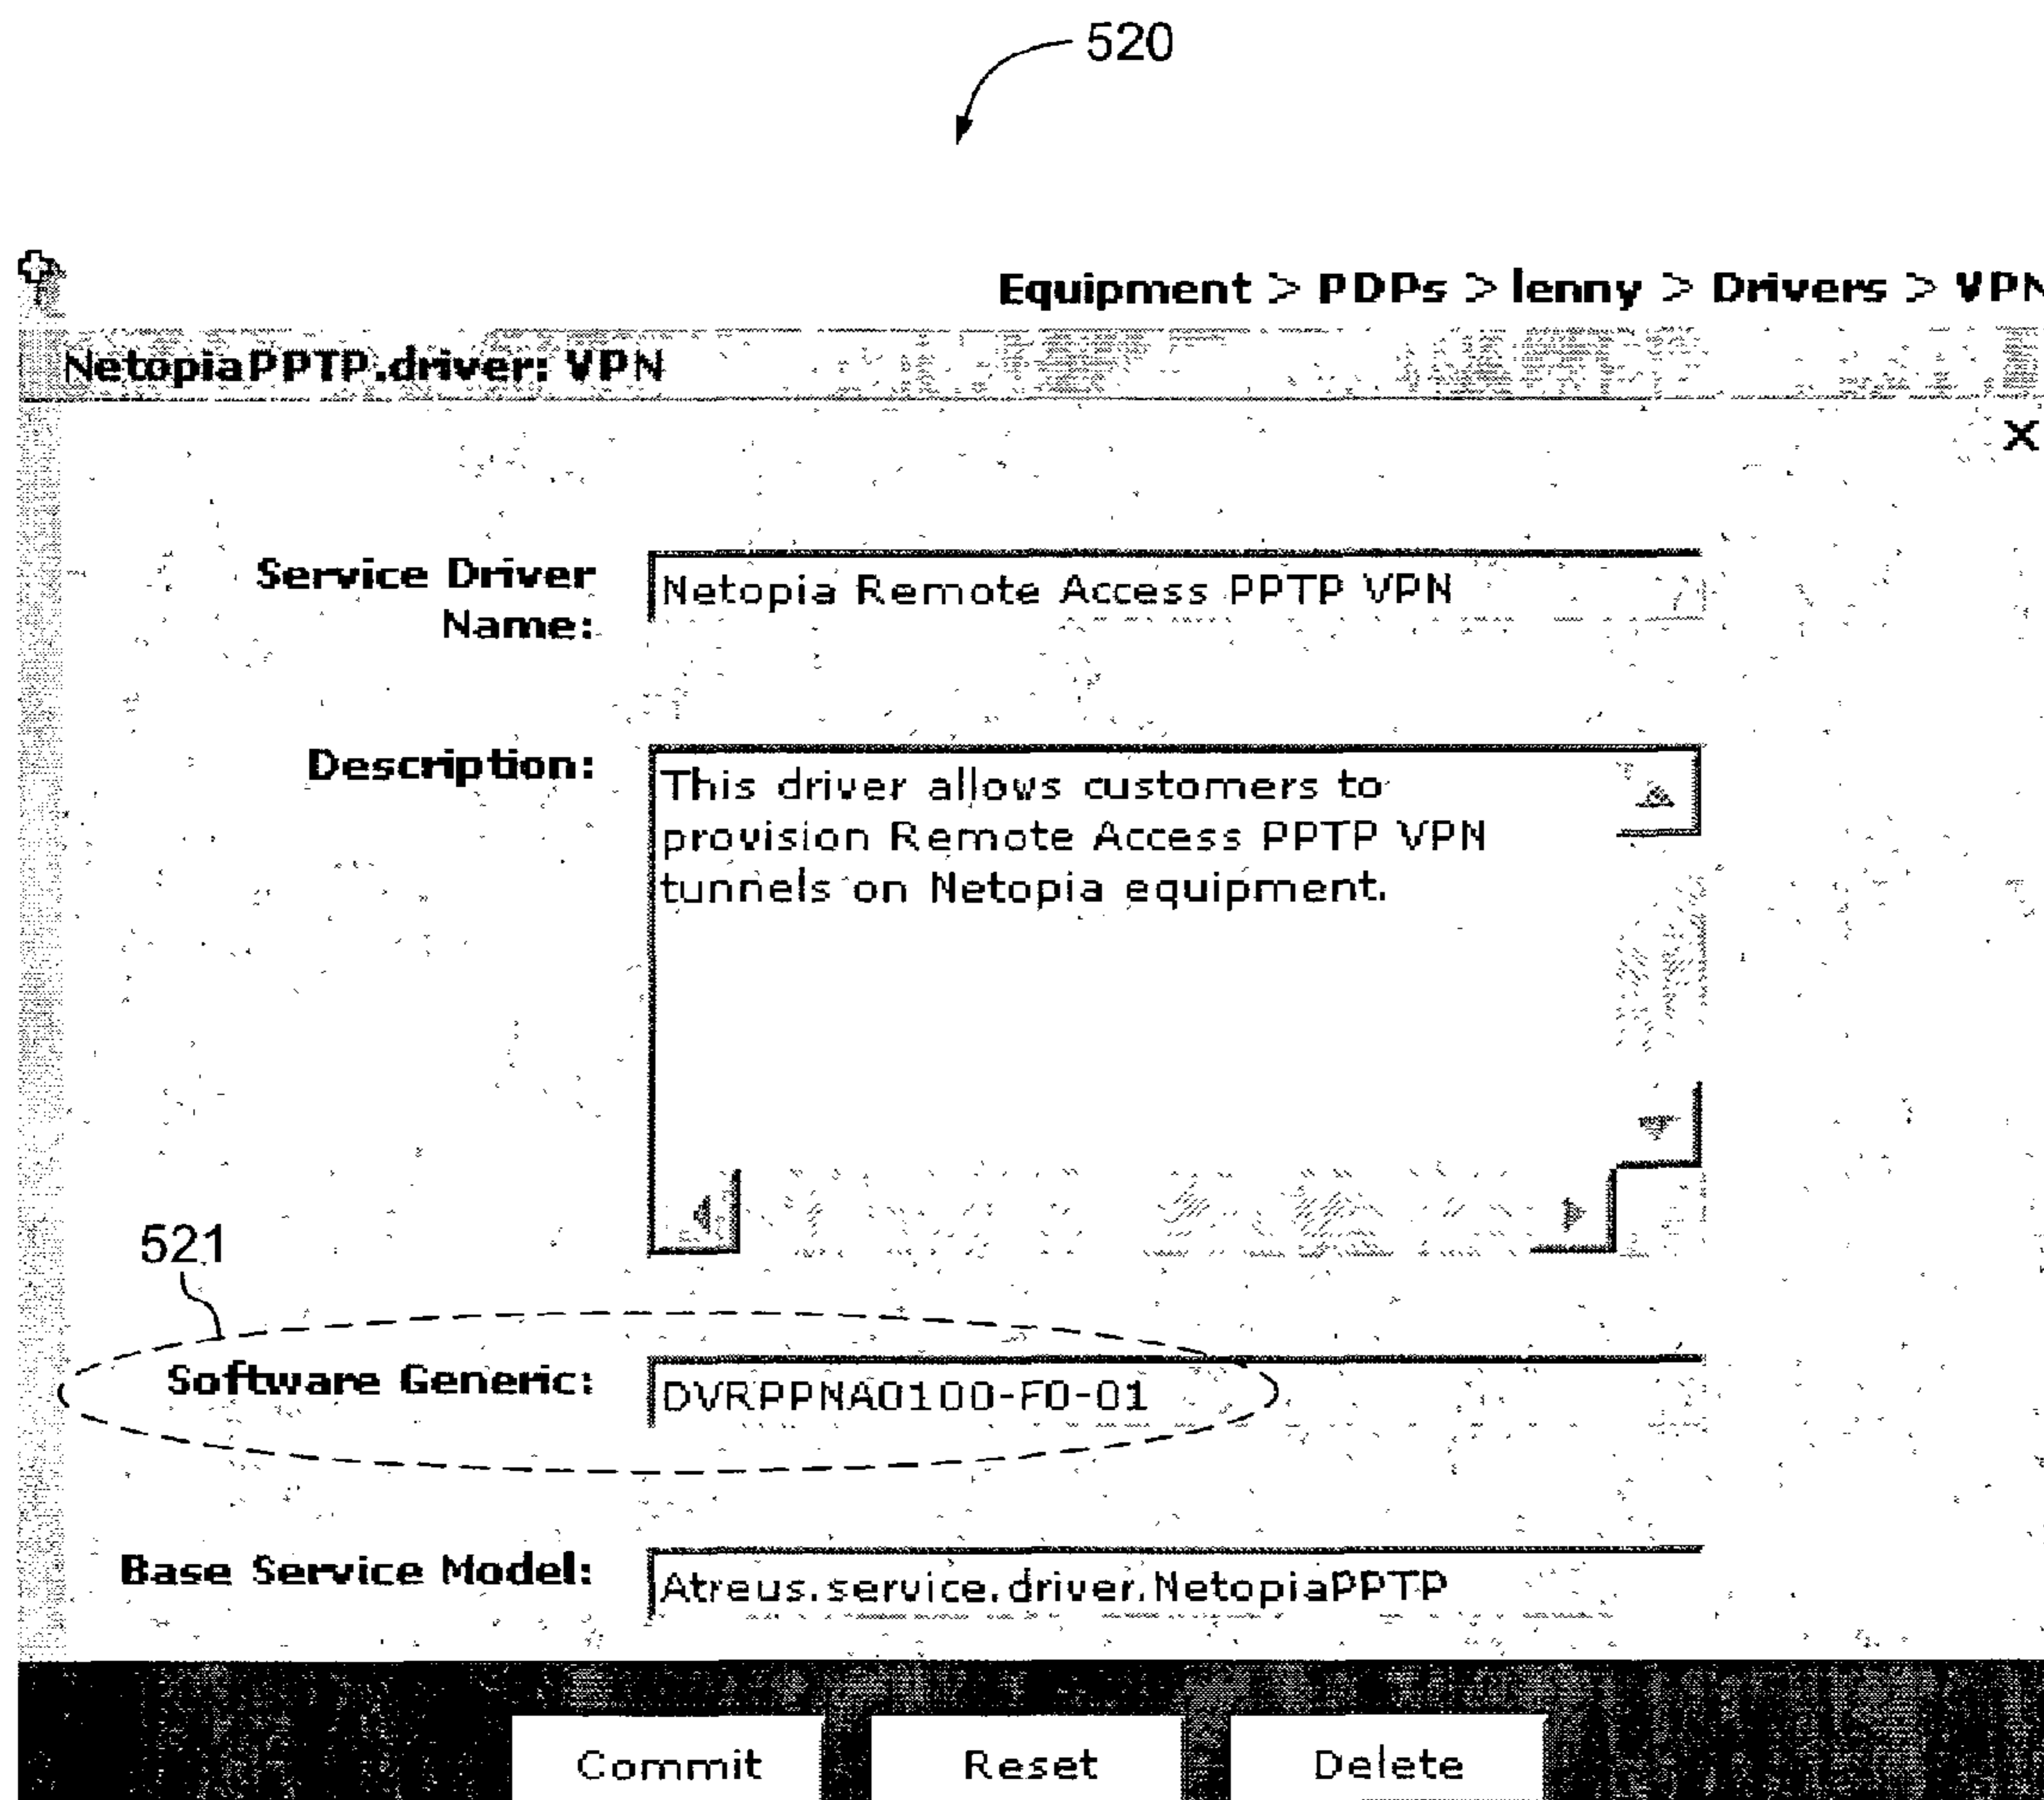 520
Equipment > PDPs > lenny > Drivers > VPN
NetopiaPPTP.driver: VPN
X
Service Driver
Name:
Netopia Remote Access PPTP VPN
Description:
This driver allows customers to
provision Remote Access PPTP VPN
tunnels on Netopia equipment.
521
Software Generic:
DVRPPNA0100-F0-01
Base Service Model:
Atreus.service.driver.NetopiaPPTP
Commit
Reset
Delete